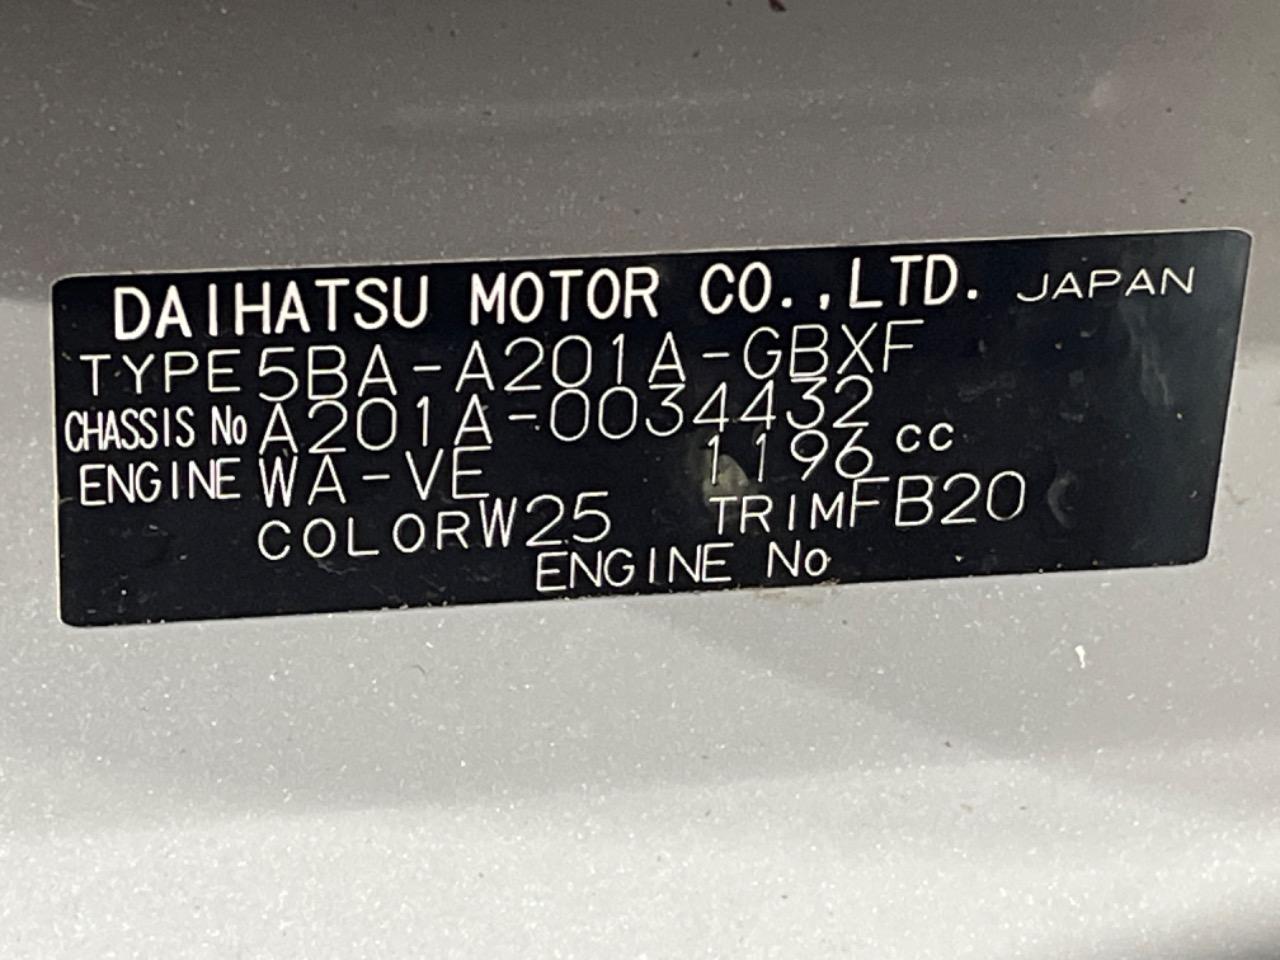 DAIHATSU MOTOR CO.,LTD. JAPAN
TYPE 5BA-A201A-GBXF
CHASSIS No A201A-0034432
ENGINE WA-VE 1196 cc
COLOR W25 TRIM FB20
ENGINE No